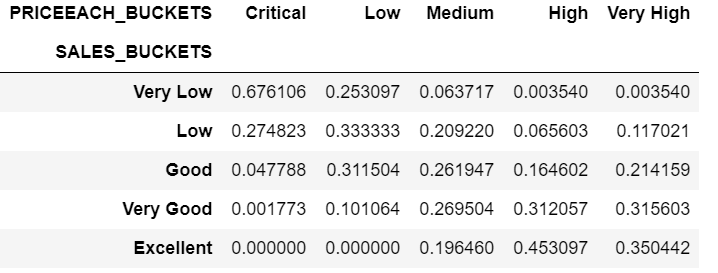 PRICEEACH_BUCKETS Critical Low Medium High Very High
SALES_BUCKETS
Very Low 0.676106 0.253097 0.063717 0.003540 0.003540
Low 0.274823 0.333333 0.209220 0.065603 0.117021
Good 0.047788 0.311504 0.261947 0.164602 0.214159
Very Good 0.001773 0.101064 0.269504 0.312057 0.315603
Excellent 0.000000 0.000000 0.196460 0.453097 0.350442